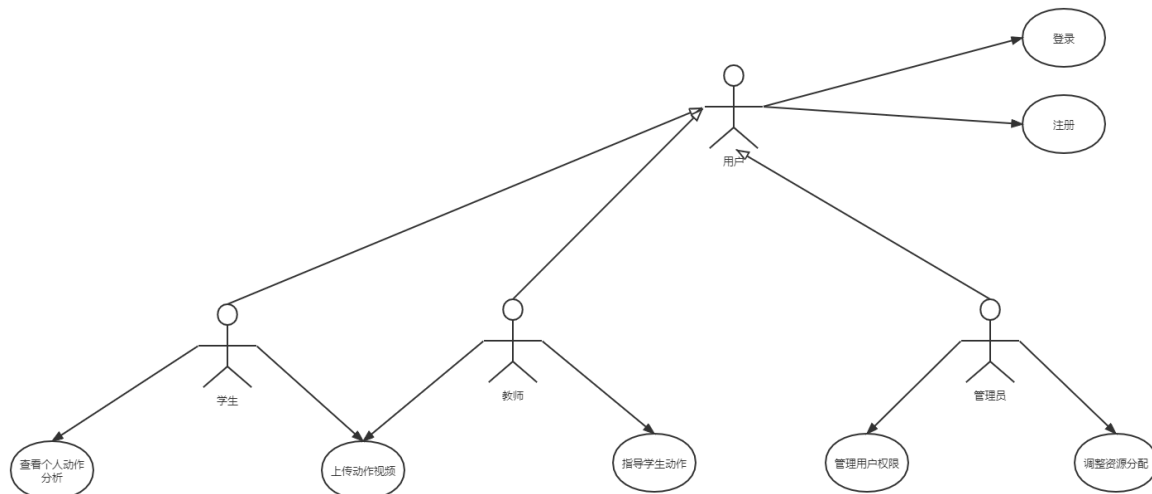 登录
注册
用户
学生
教师
管理员
查看个人动作
分析
上传动作视频
指导学生动作
管理用户权限
调整资源分配